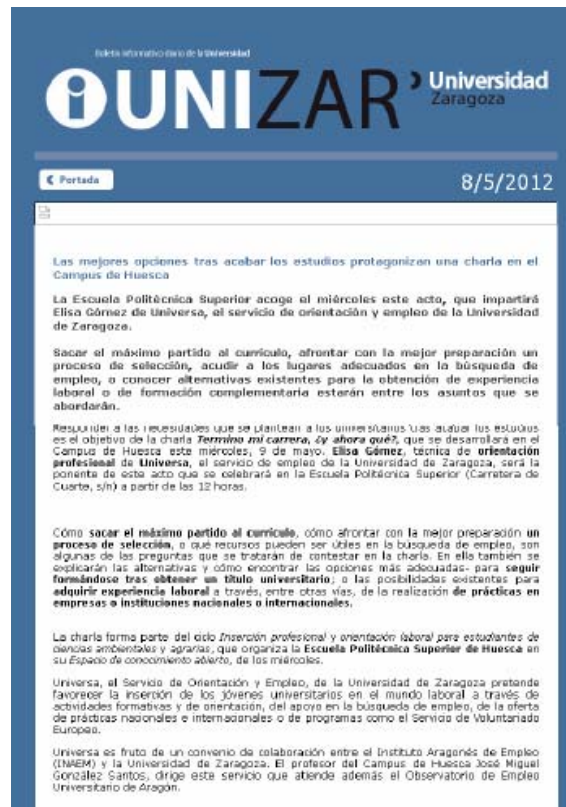 Boletín informativo diario de la Universidad
iUNIZAR
Universidad
Zaragoza
Portada
8/5/2012
Las mejores opciones tras acabar los estudios protagonizan una charla en el
Campus de Huesca
La Escuela Politécnica Superior acoge el miércoles este acto, que impartirá
Elisa Gómez de Universa, el servicio de orientación y empleo de la Universidad
de Zaragoza.
Sacar el máximo partido al currículo, afrontar con la mejor preparación un
proceso de selección, acudir a los lugares adecuados en la búsqueda de
empleo, o conocer alternativas existentes para la obtención de experiencia
laboral o de formación complementaria estarán entre los asuntos que se
abordarán.
Responder a las necesidades que se plantean a los universitarios tras acabar los estudios
es el objetivo de la charla Termino mi carrera, ¿y ahora qué?, que se desarrollará en el
Campus de Huesca este miércoles, 9 de mayo. Elisa Gómez, técnica de orientación
profesional de Universa, el servicio de empleo de la Universidad de Zaragoza, será la
ponente de este acto que se celebrará en la Escuela Politécnica Superior (Carretera de
Cuarte, s/n) a partir de las 12 horas.
Cómo sacar el máximo partido al currículo, cómo afrontar con la mejor preparación un
proceso de selección, o qué recursos pueden ser útiles en la búsqueda de empleo, son
algunas de las preguntas que se tratarán de contestar en la charla. En ella también se
explicarán las alternativas y cómo encontrar las opciones más adecuadas- para seguir
formándose tras obtener un título universitario; o las posibilidades existentes para
adquirir experiencia laboral a través, entre otras vías, de la realización de prácticas en
empresas o instituciones nacionales o internacionales.
La charla forma parte del ciclo Inserción profesional y orientación laboral para estudiantes de
ciencias ambientales y agrarias, que organiza la Escuela Politécnica Superior de Huesca en
su Espacio de conocimiento abierto, de los miércoles.
Universa, el Servicio de Orientación y Empleo, de la Universidad de Zaragoza pretende
favorecer la inserción de los jóvenes universitarios en el mundo laboral a través de
actividades formativas y de orientación, del apoyo en la búsqueda de empleo, de la oferta
de prácticas nacionales e internacionales o de programas como el Servicio de Voluntariado
Europeo.
Universa es fruto de un convenio de colaboración entre el Instituto Aragonés de Empleo
(INAEM) y la Universidad de Zaragoza. El profesor del Campus de Huesca José Miguel
González Santos, dirige este servicio que atiende además el Observatorio de Empleo
Universitario de Aragón.